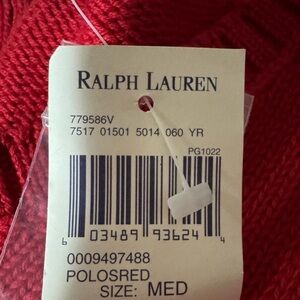 RALPH LAUREN
779586V
7517 01501 5014 060 YR
PG1022
6 03489 93624 4
0009497488
POLOSRED
SIZE: MED